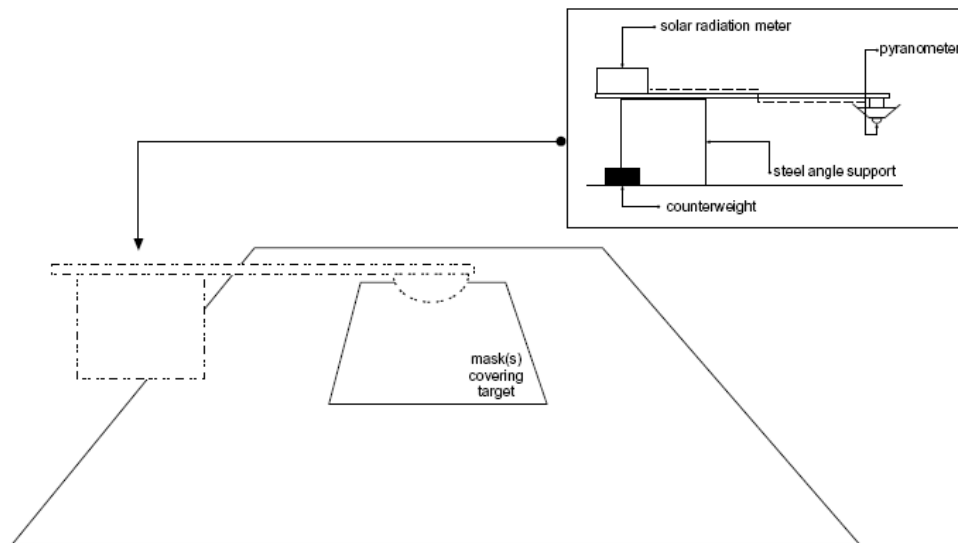 solar radiation meter
pyranometer
steel angle support
counterweight
mask(s)
covering
target